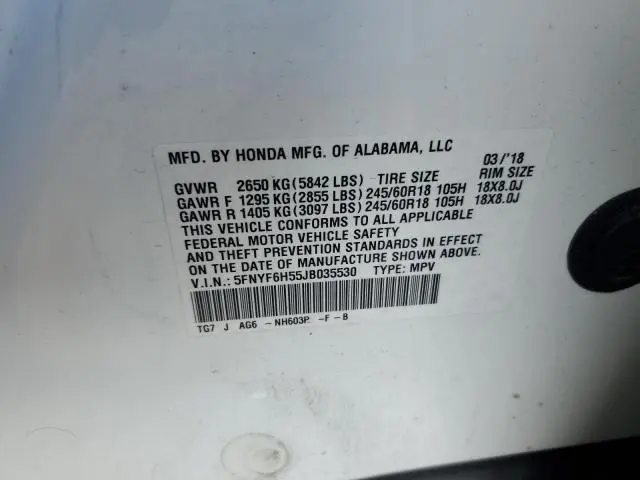 MFD. BY HONDA MFG. OF ALABAMA, LLC 03/'18
GVWR 2650 KG(5842 LBS) TIRE SIZE RIM SIZE
GAWR F 1295 KG(2855 LBS)245/60R18 105H 18X8.0J
GAWR R 1405 KG(3097 LBS)245/60R18 105H 18X8.0J
THIS VEHICLE CONFORMS TO ALL APPLICABLE
FEDERAL MOTOR VEHICLE SAFETY
AND THEFT PREVENTION STANDARDS IN EFFECT
ON THE DATE OF MANUFACTURE SHOWN ABOVE.
V.I.N.: 5FNYF6H55JB035530 TYPE: MPV
TG7 J AG6 -NH603P -F-B